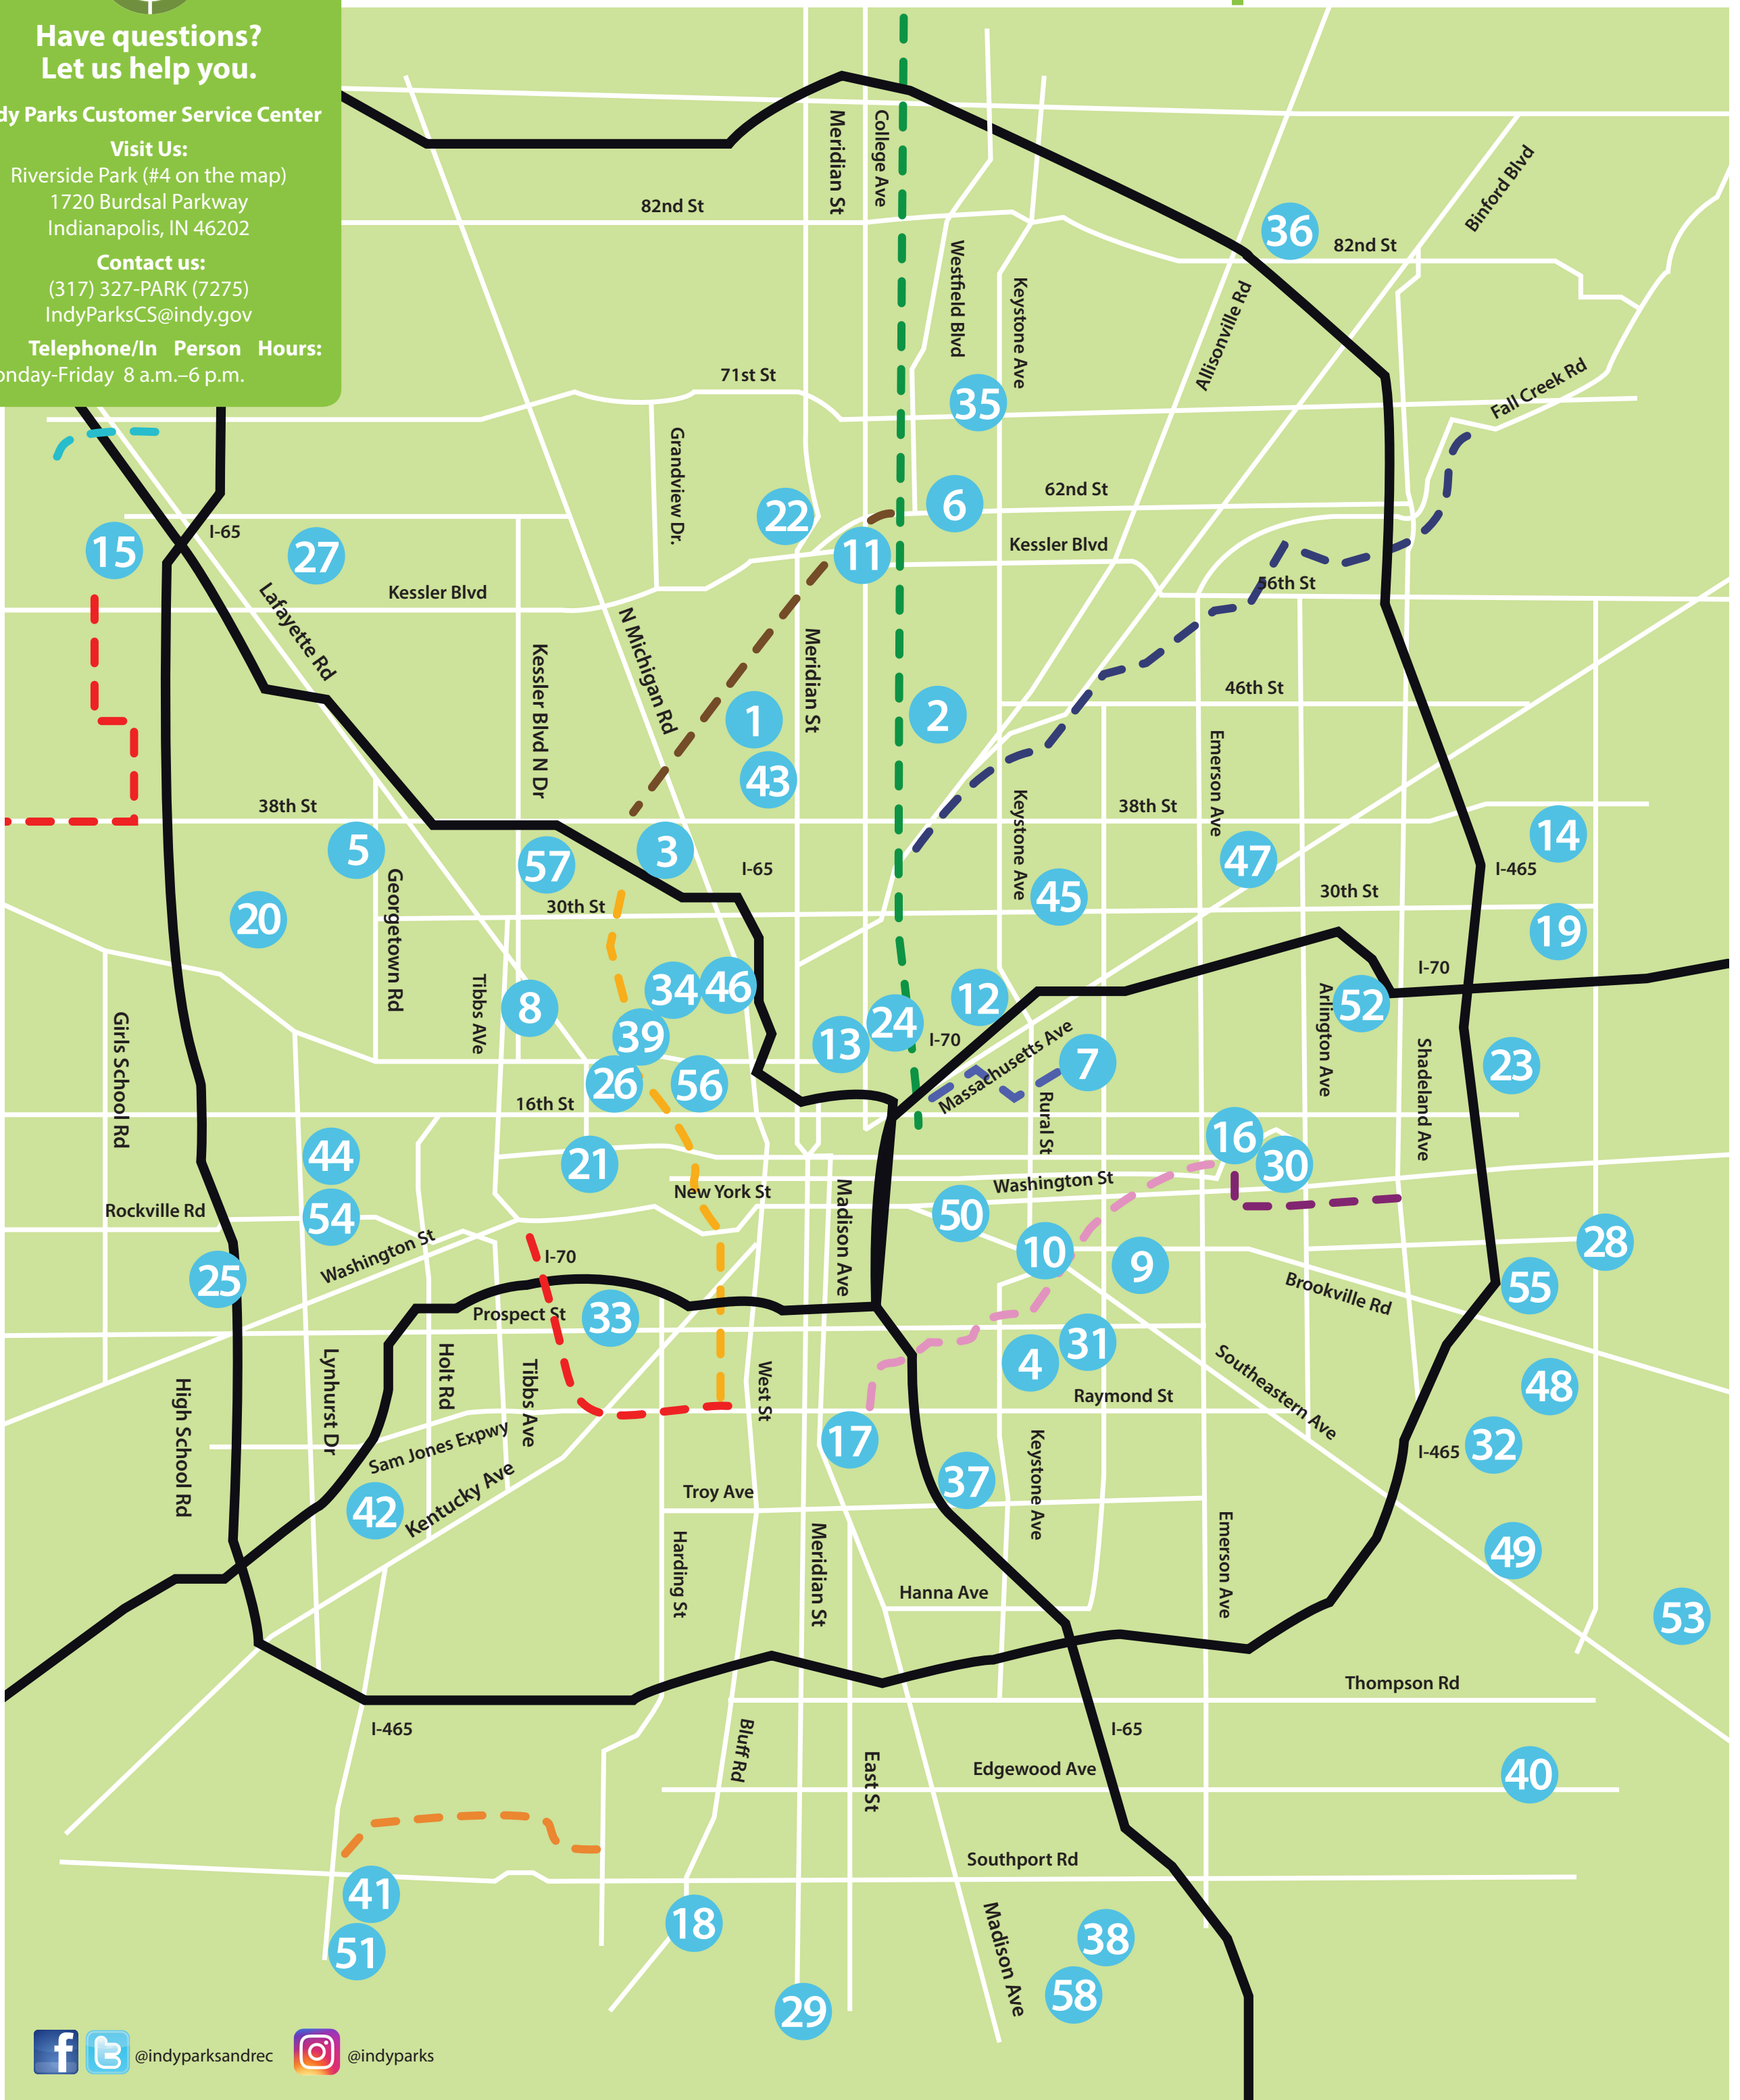 Have questions?
Let us help you.
dy Parks Customer Service Center
Visit Us:
Riverside Park (#4 on the map)
1720 Burdsal Parkway
Indianapolis, IN 46202
Contact us:
(317) 327-PARK (7275)
IndyParksCS@indy.gov
Telephone/In Person Hours:
onday-Friday 8 a.m.–6 p.m.
Meridian St
College Ave
82nd St
Binford Blvd
36
82nd St
Westfield Blvd
Keystone Ave
Allisonville Rd
71st St
35
Fall Creek Rd
Grandview Dr.
62nd St
6
22
I-65
15
27
11
Kessler Blvd
56th St
Kessler Blvd
Lafayette Rd
N Michigan Rd
Kessler Blvd N Dr
Meridian St
46th St
1
2
Emerson Ave
43
38th St
Keystone Ave
38th St
14
5
57
3
I-65
47
I-465
Georgetown Rd
30th St
45
30th St
20
19
I-70
34
46
12
52
Tibbs AVe
8
Arlington Ave
39
13
24
I-70
Massachusetts Ave
7
23
Girls School Rd
26
56
Rural St
Shadeland Ave
16th St
44
21
16
30
New York St
Washington St
Rockville Rd
54
Madison Ave
50
28
Washington St
I-70
10
9
25
55
Brookville Rd
Prospect St
33
4
31
Lynhurst Dr
Holt Rd
Tibbs Ave
West St
Southeastern Ave
48
High School Rd
Raymond St
17
Sam Jones Expwy
I-465
32
Kentucky Ave
42
37
Keystone Ave
Troy Ave
Harding St
Meridian St
Emerson Ave
49
Hanna Ave
53
Thompson Rd
I-465
Bluff Rd
I-65
East St
Edgewood Ave
40
Southport Rd
41
18
Madison Ave
38
51
58
29
f
t
@indyparksandrec
@indyparks